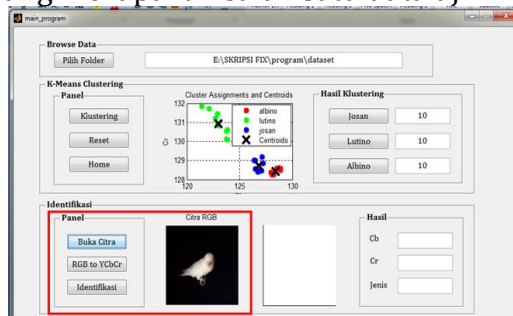 main_program
Browse Data
Pilih Folder
E:\SKRIPSI FIX\program\dataset
K-Means Clustering
Panel
Klustering
Reset
Home
Cluster Assignments and Centroids
132
131
130
129
128
Cr
120 125 130
albino
lutino
josan
Centroids
Hasil Klustering
Josan 10
Lutino 10
Albino 10
Identifikasi
Panel
Buka Citra
RGB to YCbCr
Identifikasi
Citra RGB
Hasil
Cb
Cr
Jenis